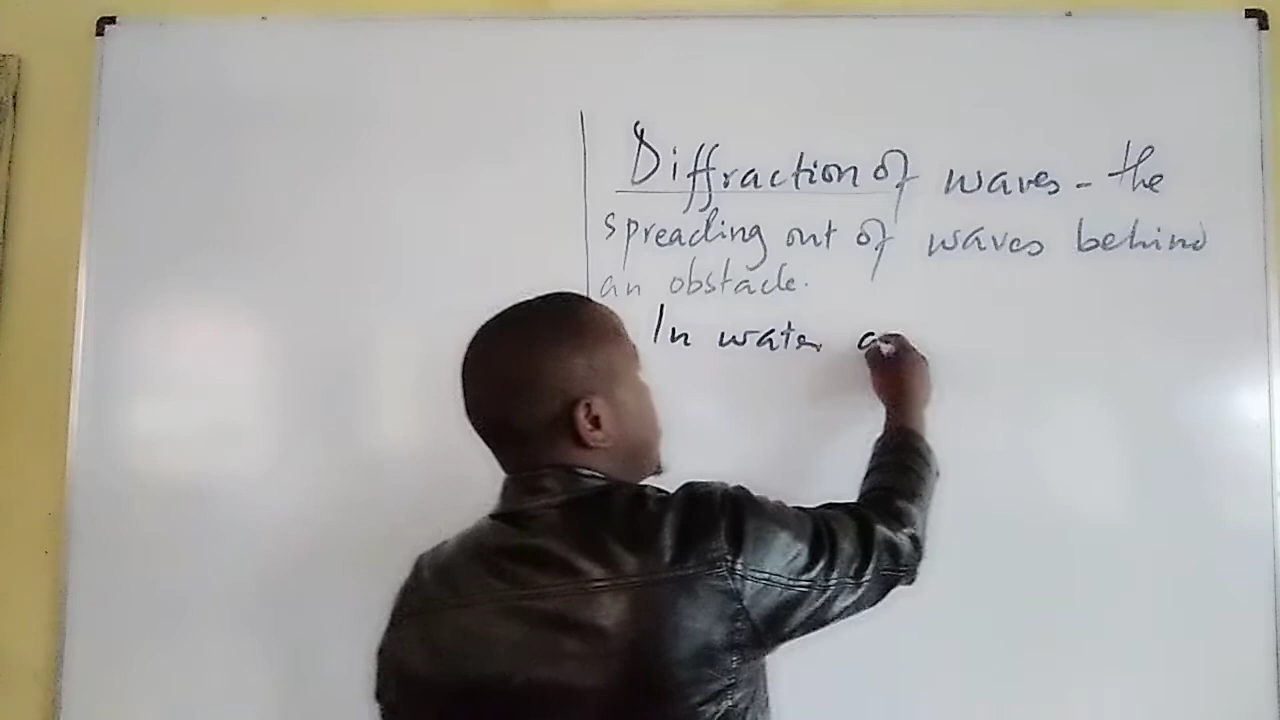 Diffraction of waves - the
spreading out of waves behind
an obstacle.
In water a